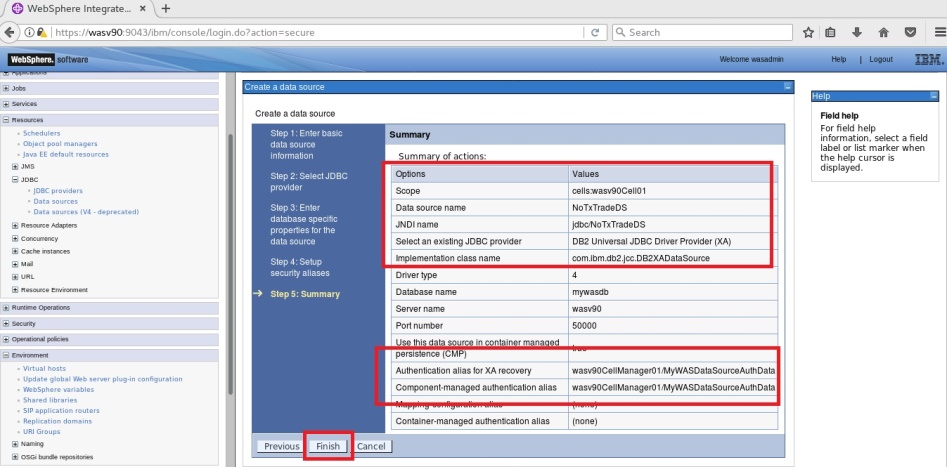 WebSphere Integrate...
https://wasv90:9043/ibm/console/login.do?action=secure
Search
WebSphere. software
Welcome wasadmin
Help | Logout
IBM.
Applications
Jobs
Services
Resources
Schedulers
Object pool managers
Java EE default resources
JMS
JDBC
JDBC providers
Data sources
Data sources (V4 - deprecated)
Resource Adapters
Concurrency
Cache instances
Mail
URL
Resource Environment
Runtime Operations
Security
Operational policies
Environment
Virtual hosts
Update global Web server plug-in configuration
WebSphere variables
Shared libraries
SIP application routers
Replication domains
URI Groups
Naming
OSGi bundle repositories
Create a data source
Create a data source
Step 1: Enter basic
data source
information
Step 2: Select JDBC
provider
Step 3: Enter
database specific
properties for the
data source
Step 4: Setup
security aliases
Step 5: Summary
Summary
Summary of actions:
Options Values
Scope cells:wasv90Cell01
Data source name NoTxTradeDS
JNDI name jdbc/NoTxTradeDS
Select an existing JDBC provider DB2 Universal JDBC Driver Provider (XA)
Implementation class name com.ibm.db2.jcc.DB2XADataSource
Driver type 4
Database name mywasdb
Server name wasv90
Port number 50000
Use this data source in container managed
persistence (CMP) true
Authentication alias for XA recovery wasv90CellManager01/MyWASDataSourceAuthData
Component-managed authentication alias wasv90CellManager01/MyWASDataSourceAuthData
Mapping-configuration alias (none)
Container-managed authentication alias (none)
Previous Finish Cancel
Help
Field help
For field help
information, select a field
label or list marker when
the help cursor is
displayed.